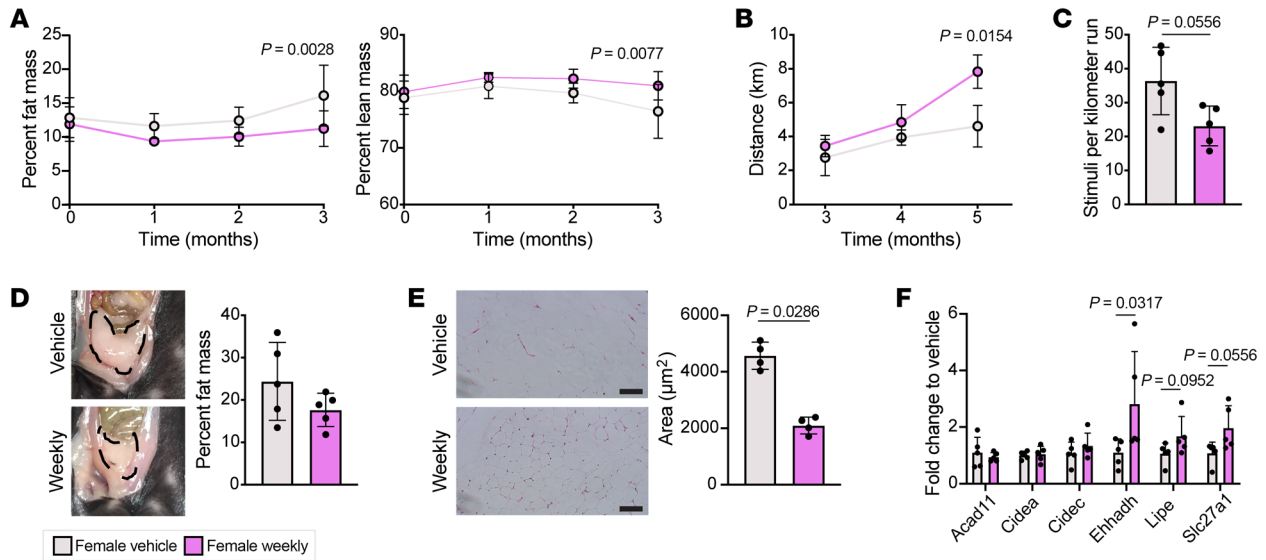 A
25
20
15
10
5
0
Percent fat mass
P = 0.0028
0 1 2 3
Time (months)
90
80
70
60
Percent lean mass
P = 0.0077
0 1 2 3
Time (months)
B
10
8
6
4
2
0
Distance (km)
P = 0.0154
3 4 5
Time (months)
C
50
40
30
20
10
0
Stimuli per kilometer run
P = 0.0556
D
Vehicle
Weekly
40
30
20
10
0
Percent fat mass
E
Vehicle
Weekly
6000
4000
2000
0
Area (µm²)
P = 0.0286
F
6
4
2
0
Fold change to vehicle
P = 0.0317
P = 0.0952
P = 0.0556
Acad11
Cidea
Cidec
Ehhadh
Lipe
Slc27a1
Female vehicle Female weekly